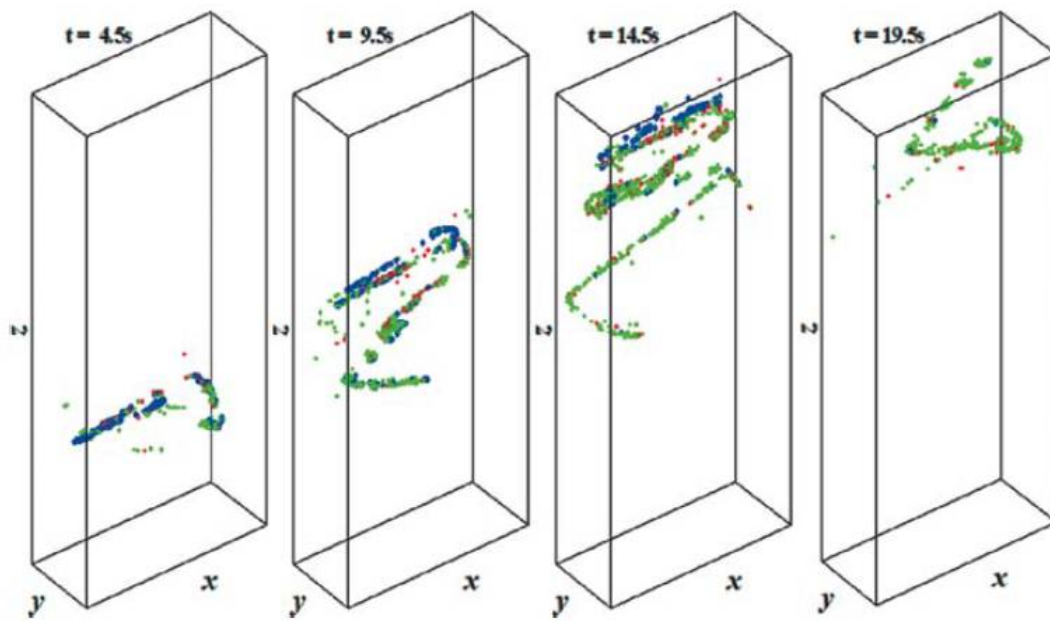 t = 4.5s
t = 9.5s
t = 14.5s
t = 19.5s
z
z
z
z
y
x
y
x
y
x
y
x